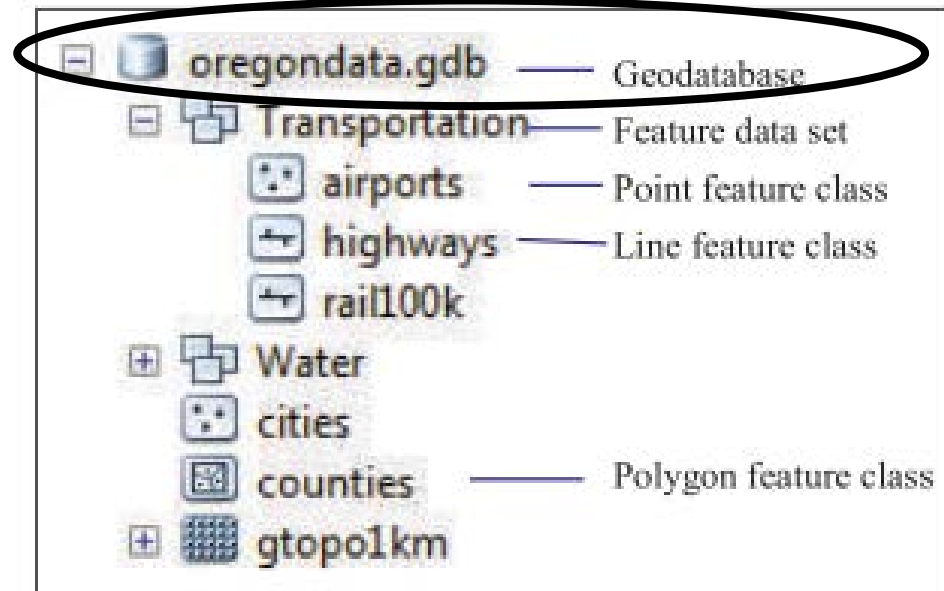 oregondata.gdb Geodatabase
Transportation Feature data set
airports Point feature class
highways Line feature class
rail100k
Water
cities
counties Polygon feature class
gtopo1km